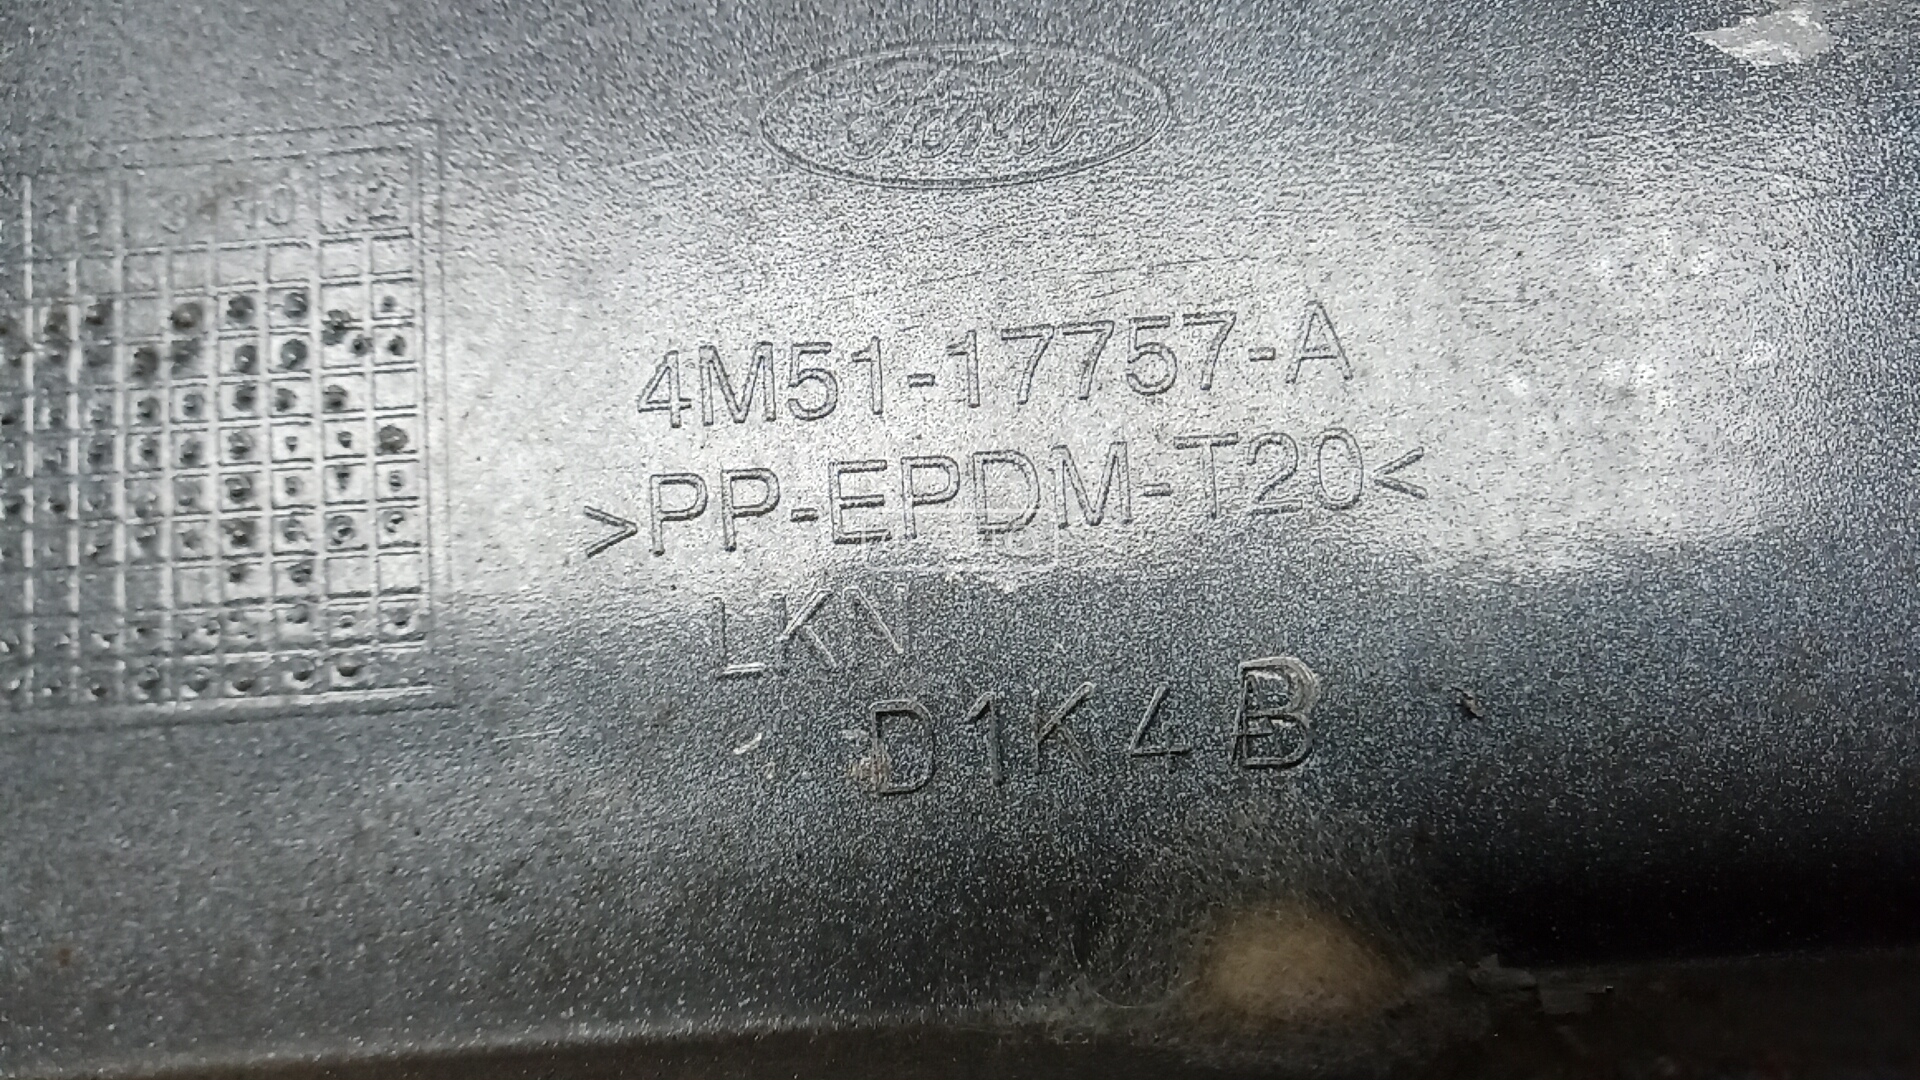 Ford
4M51-17757-A
>PP-EPDM-T20<
LKN
D1K4B